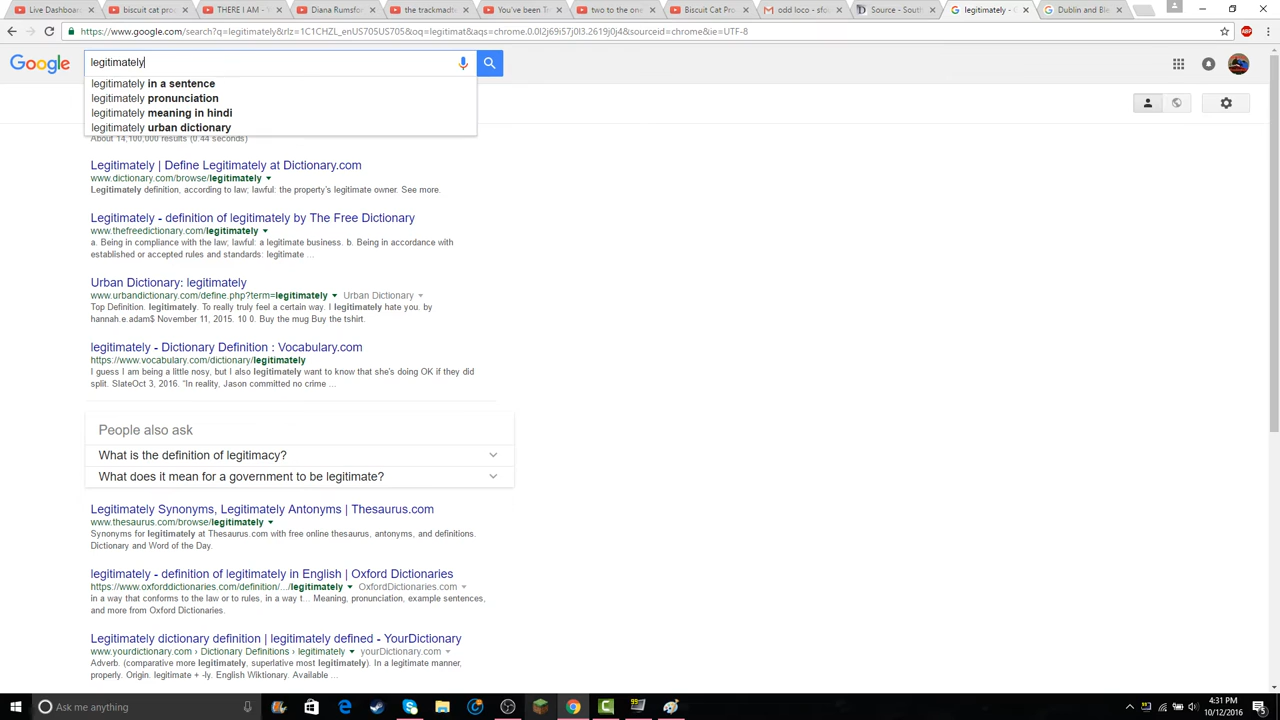 Live Dashboard
biscuit cat pro
THERE I AM -
Diana Rumsfor
the trackmadte
You've been T
two to the one
Biscuit Cat Pro
odd loco - sfo
Source - South
legitimately - G
Dublin and Ble
https://www.google.com/search?q=legitimately&rlz=1C1CHZL_enUS705US705&oq=legitimat&aqs=chrome.0.0l2j69i57j0l3.2619j0j4&sourceid=chrome&ie=UTF-8
Google
legitimately
legitimately in a sentence
legitimately pronunciation
legitimately meaning in hindi
legitimately urban dictionary
About 14,100,000 results (0.44 seconds)
Legitimately | Define Legitimately at Dictionary.com
www.dictionary.com/browse/legitimately
Legitimately definition, according to law; lawful: the property's legitimate owner. See more.
Legitimately - definition of legitimately by The Free Dictionary
www.thefreedictionary.com/legitimately
a. Being in compliance with the law; lawful: a legitimate business. b. Being in accordance with
established or accepted rules and standards: legitimate ...
Urban Dictionary: legitimately
www.urbandictionary.com/define.php?term=legitimately Urban Dictionary
Top Definition. legitimately. To really truly feel a certain way. I legitimately hate you. by
hannah.e.adam$ November 11, 2015. 10 0. Buy the mug Buy the tshirt.
legitimately - Dictionary Definition : Vocabulary.com
https://www.vocabulary.com/dictionary/legitimately
I guess I am being a little nosy, but I also legitimately want to know that she's doing OK if they did
split. SlateOct 3, 2016. “In reality, Jason committed no crime ...
People also ask
What is the definition of legitimacy?
What does it mean for a government to be legitimate?
Legitimately Synonyms, Legitimately Antonyms | Thesaurus.com
www.thesaurus.com/browse/legitimately
Synonyms for legitimately at Thesaurus.com with free online thesaurus, antonyms, and definitions.
Dictionary and Word of the Day.
legitimately - definition of legitimately in English | Oxford Dictionaries
https://www.oxforddictionaries.com/definition/.../legitimately OxfordDictionaries.com
in a way that conforms to the law or to rules, in a way t... Meaning, pronunciation, example sentences,
and more from Oxford Dictionaries.
Legitimately dictionary definition | legitimately defined - YourDictionary
www.yourdictionary.com › Dictionary Definitions › legitimately yourDictionary.com
Adverb. (comparative more legitimately, superlative most legitimately). In a legitimate manner,
properly. Origin. legitimate + -ly. English Wiktionary. Available ...
Ask me anything
4:31 PM
10/12/2016